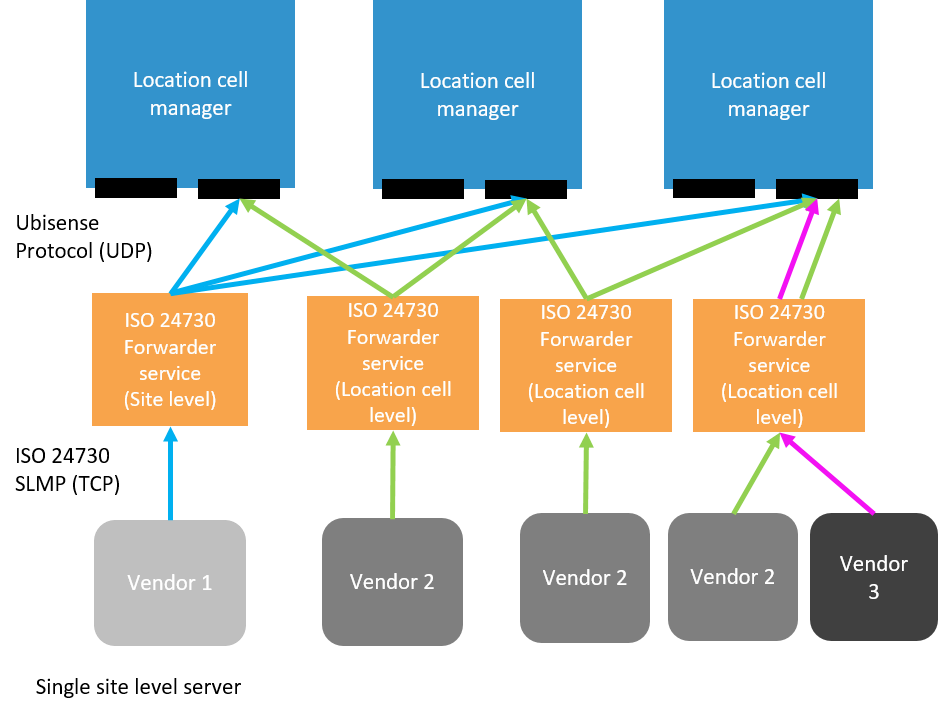 Location cell
manager
Location cell
manager
Location cell
manager
Ubisense
Protocol (UDP)
ISO 24730
Forwarder
service
(Site level)
ISO 24730
Forwarder
service
(Location cell
level)
ISO 24730
Forwarder
service
(Location cell
level)
ISO 24730
Forwarder
service
(Location cell
level)
ISO 24730
SLMP (TCP)
Vendor 1
Vendor 2
Vendor 2
Vendor 2
Vendor
3
Single site level server